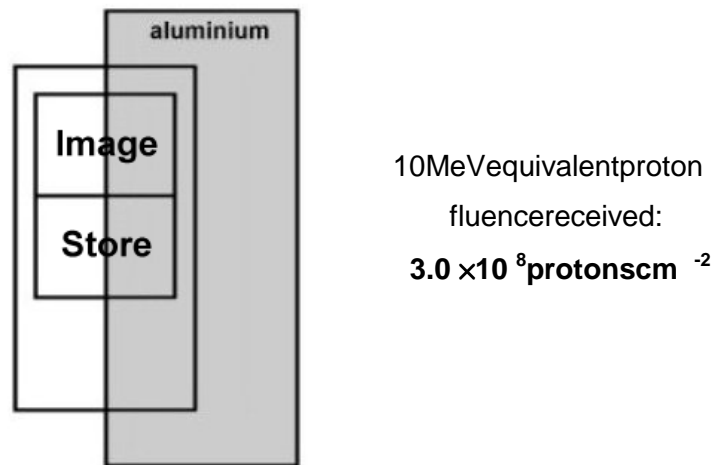 aluminium
Image
Store
10MeVequivalentproton
fluencereceived:
3.0 ×10 ⁸protonscm ⁻²